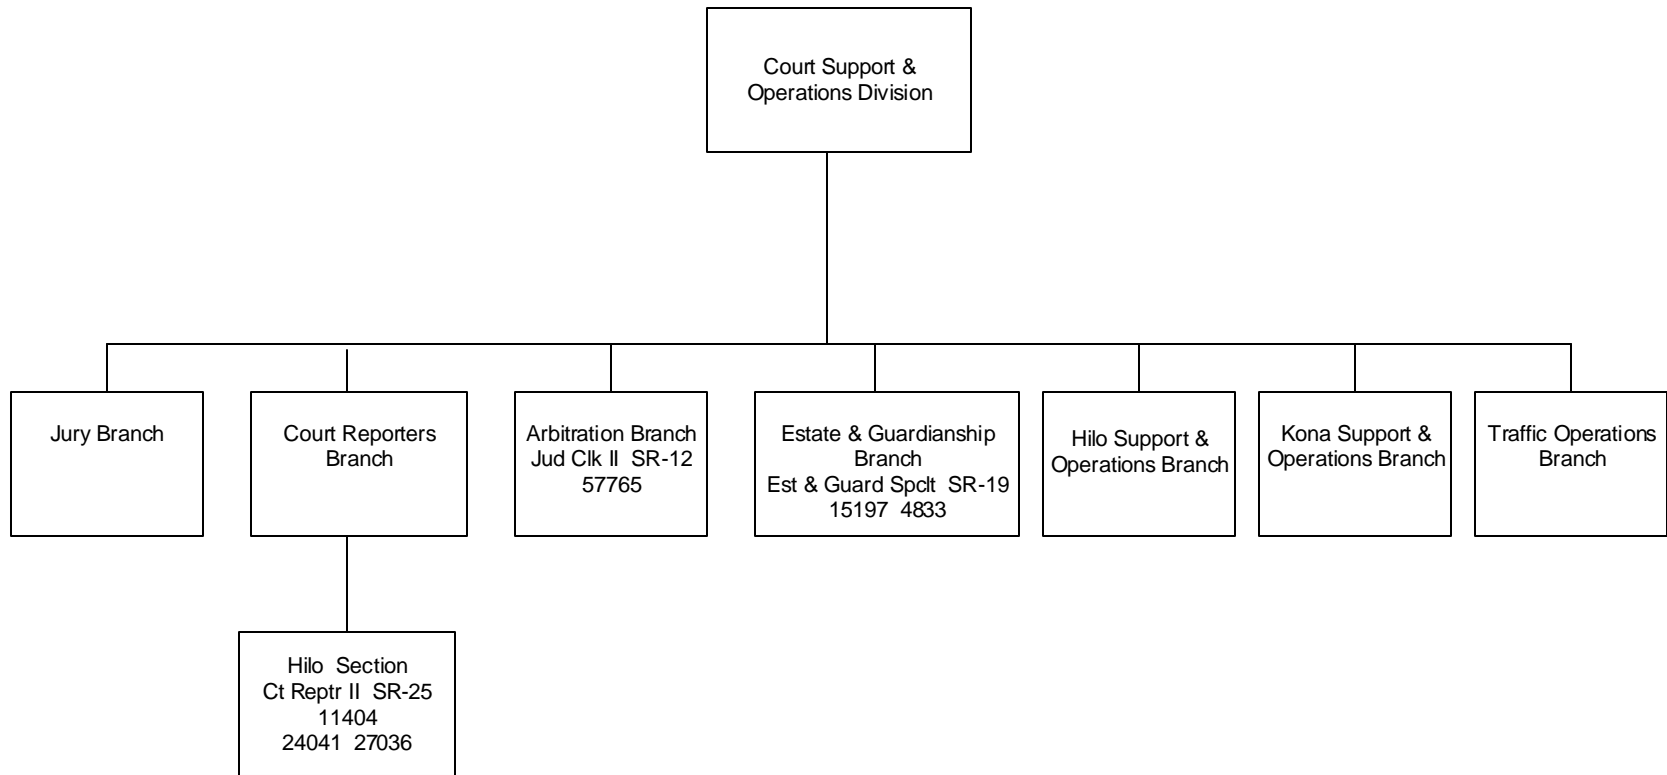 Court Support &
Operations Division
Jury Branch
Court Reporters
Branch
Arbitration Branch
Jud Clk II SR-12
57765
Estate & Guardianship
Branch
Est & Guard Spclt SR-19
15197 4833
Hilo Support &
Operations Branch
Kona Support &
Operations Branch
Traffic Operations
Branch
Hilo Section
Ct Reptr II SR-25
11404
24041 27036